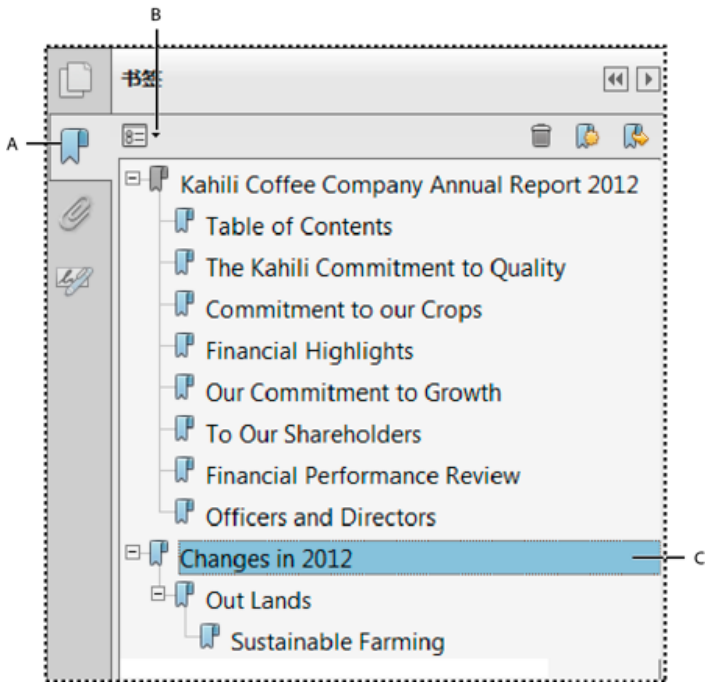 B
书签
A
Kahili Coffee Company Annual Report 2012
Table of Contents
The Kahili Commitment to Quality
Commitment to our Crops
Financial Highlights
Our Commitment to Growth
To Our Shareholders
Financial Performance Review
Officers and Directors
Changes in 2012
C
Out Lands
Sustainable Farming